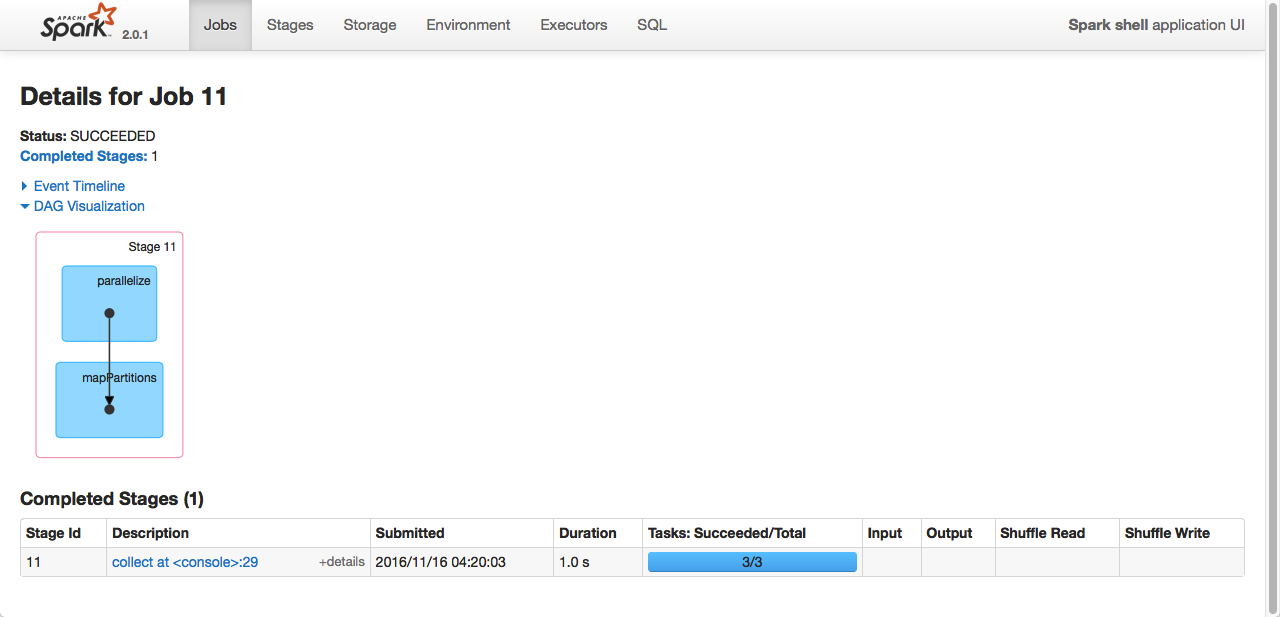 APACHE
Spark 2.0.1 Jobs Stages Storage Environment Executors SQL Spark shell application UI
Details for Job 11
Status: SUCCEEDED
Completed Stages: 1
Event Timeline
DAG Visualization
Stage 11
parallelize
mapPartitions
Completed Stages (1)
Stage Id Description Submitted Duration Tasks: Succeeded/Total Input Output Shuffle Read Shuffle Write
11 collect at <console>:29 +details 2016/11/16 04:20:03 1.0 s 3/3